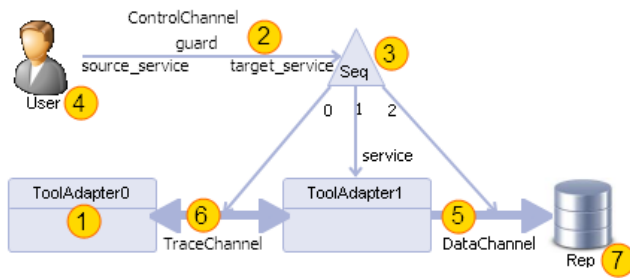 ControlChannel
guard 2
source_service target_service
3
Seq
User 4
0 1 2
service
ToolAdapter0 ToolAdapter1
1 6 5
TraceChannel DataChannel
Rep 7